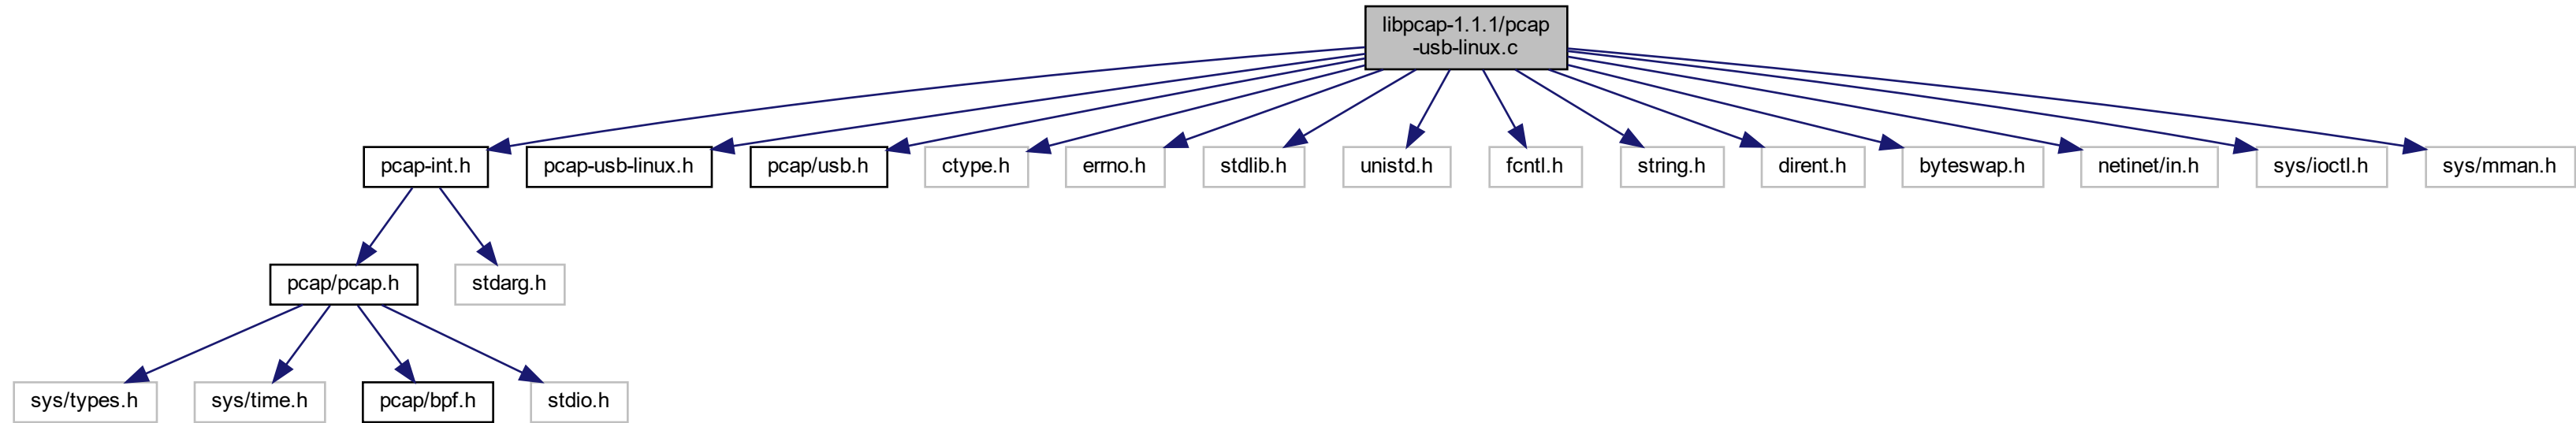 libpcap-1.1.1/pcap
-usb-linux.c
pcap-int.h
pcap-usb-linux.h
pcap/usb.h
ctype.h
errno.h
stdlib.h
unistd.h
fcntl.h
string.h
dirent.h
byteswap.h
netinet/in.h
sys/ioctl.h
sys/mman.h
pcap/pcap.h
stdarg.h
sys/types.h
sys/time.h
pcap/bpf.h
stdio.h